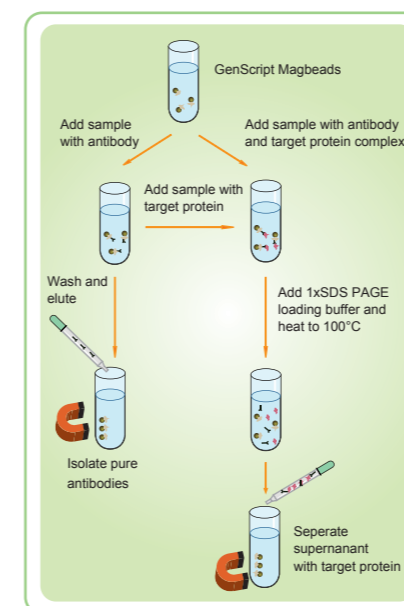 GenScript Magbeads
Add sample
with antibody
Add sample with antibody
and target protein complex
Add sample with
target protein
Wash and
elute
Add 1xSDS PAGE
loading buffer and
heat to 100°C
Isolate pure
antibodies
Seperate
supernanant
with target protein